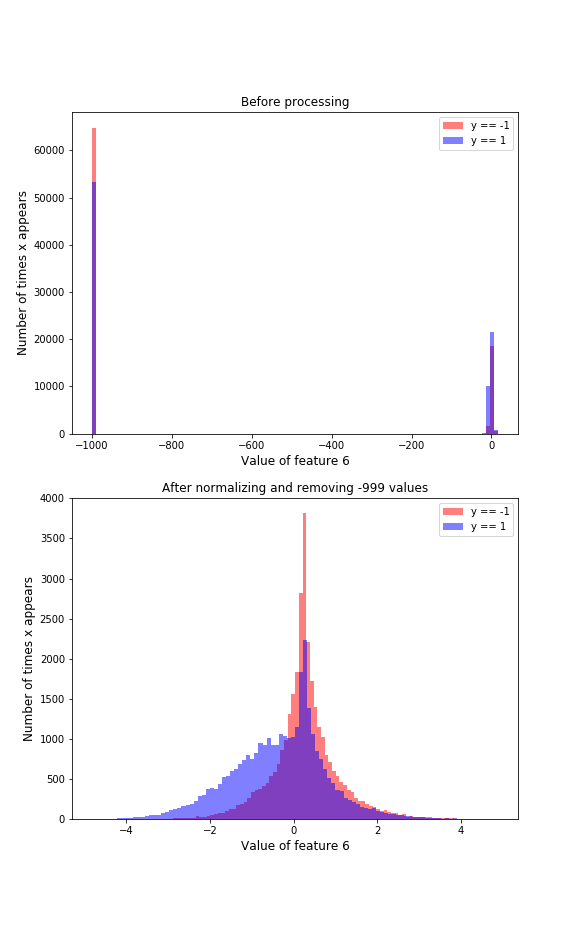 Before processing
y == -1
y == 1
60000
50000
40000
30000
20000
10000
0
Number of times x appears
−1000 −800 −600 −400 −200 0
Value of feature 6
After normalizing and removing -999 values
y == -1
y == 1
4000
3500
3000
2500
2000
1500
1000
500
0
Number of times x appears
−4 −2 0 2 4
Value of feature 6